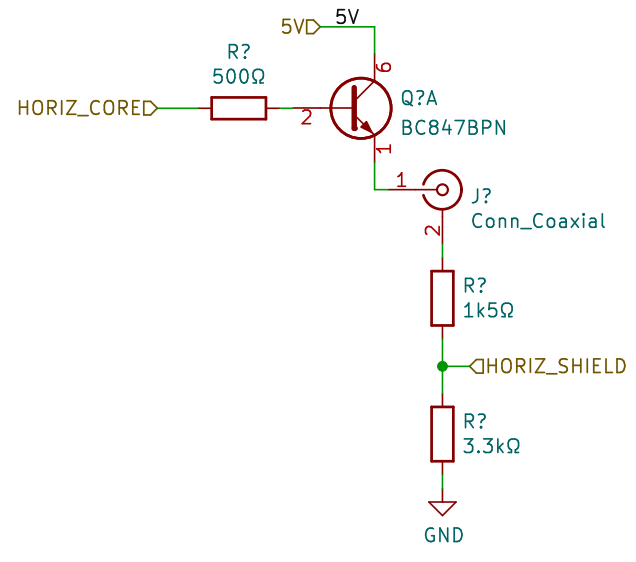 5V 5V
R?
500Ω
6
HORIZ_CORE
2
Q?A
BC847BPN
1
1
J?
Conn_Coaxial
2
R?
1k5Ω
HORIZ_SHIELD
R?
3.3kΩ
GND